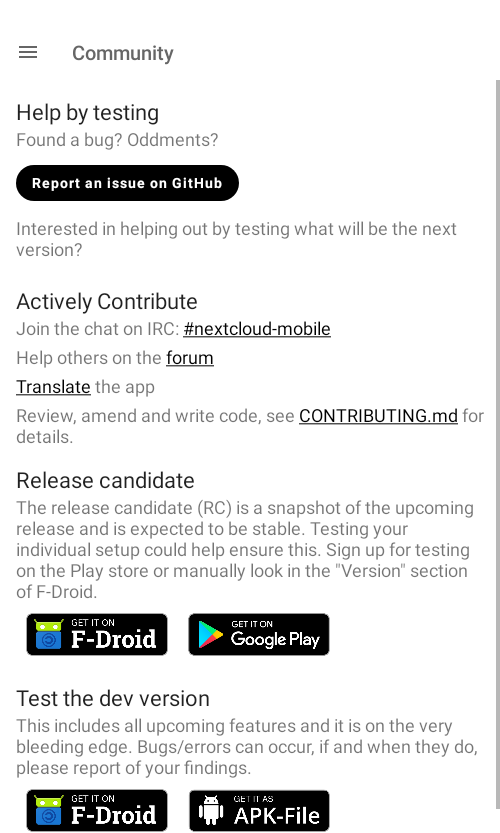 Community
Help by testing
Found a bug? Oddments?
Report an issue on GitHub
Interested in helping out by testing what will be the next
version?
Actively Contribute
Join the chat on IRC: #nextcloud-mobile
Help others on the forum
Translate the app
Review, amend and write code, see CONTRIBUTING.md for
details.
Release candidate
The release candidate (RC) is a snapshot of the upcoming
release and is expected to be stable. Testing your
individual setup could help ensure this. Sign up for testing
on the Play store or manually look in the "Version" section
of F-Droid.
GET IT ON
F-Droid
GET IT ON
Google Play
Test the dev version
This includes all upcoming features and it is on the very
bleeding edge. Bugs/errors can occur, if and when they do,
please report of your findings.
GET IT ON
F-Droid
GET IT AS
APK-File